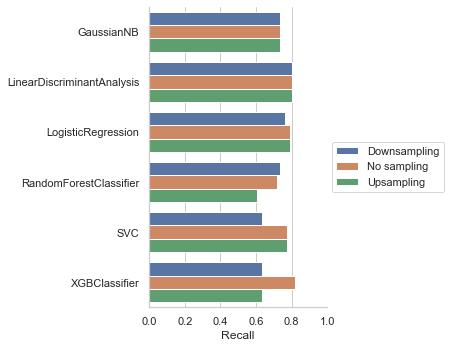 GaussianNB
LinearDiscriminantAnalysis
LogisticRegression
RandomForestClassifier
SVC
XGBClassifier
0.0 0.2 0.4 0.6 0.8 1.0
Recall
Downsampling
No sampling
Upsampling